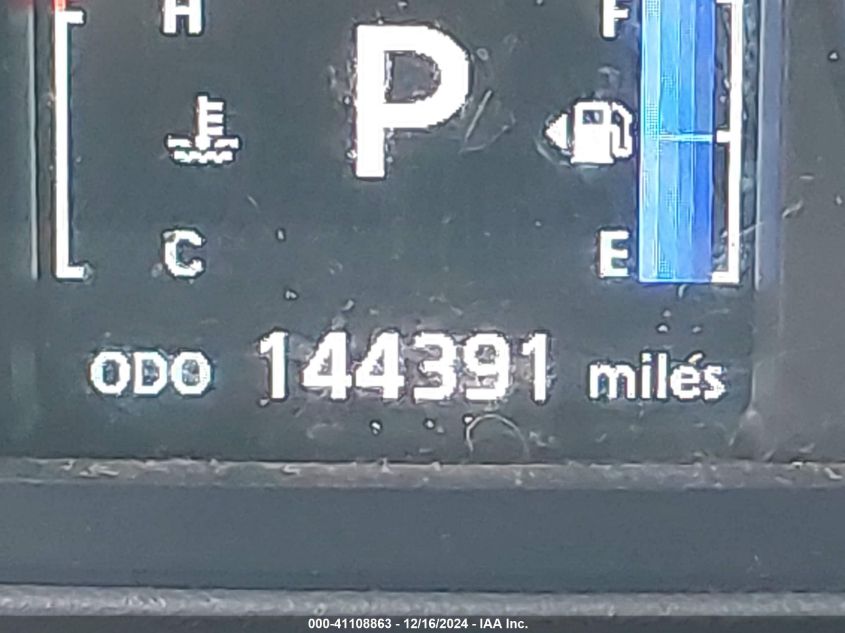 H F
P
C E
ODO 144391 miles
000-41108863 - 12/16/2024 - IAA Inc.